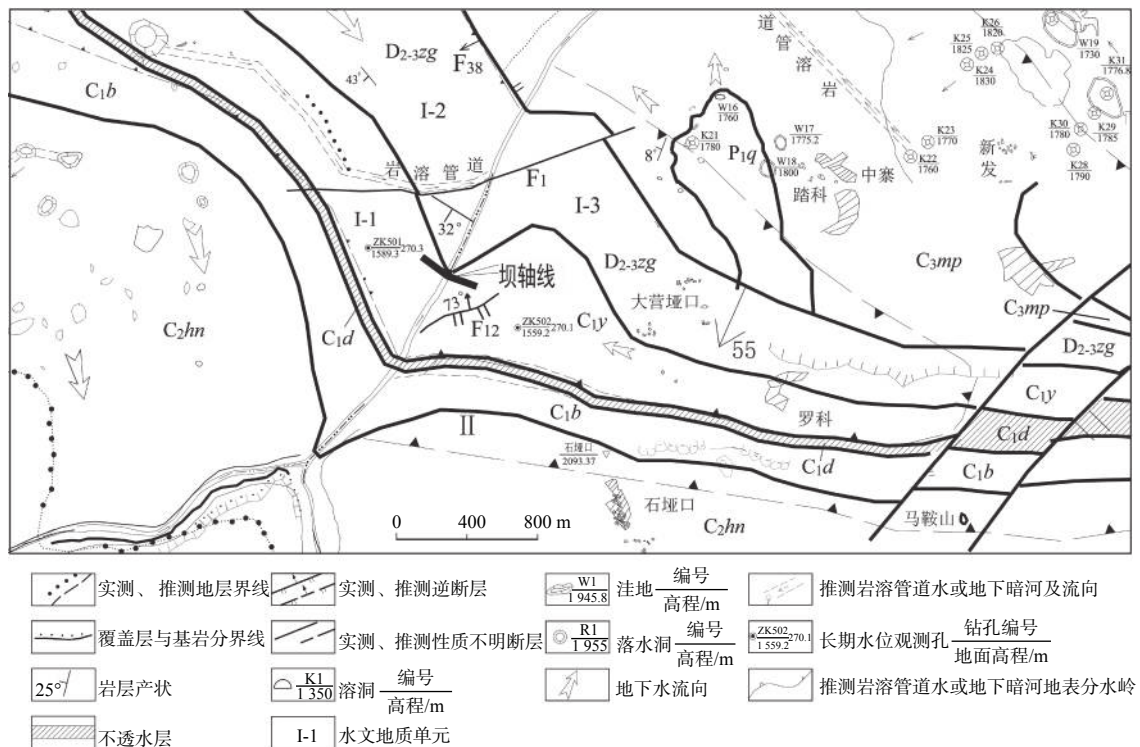 道
管
溶
岩
K26
1820
K25
1825
K24
1830
W19
1730
K31
1776.8
K29
1785
K30
1780
K28
1790
K23
1770
K22
1760
新
发
D₂₋₃zg
F₃₈
43°
C₁b
I-2
W16
1760
K21
1780
8°
P₁q
W17
1775.2
W18
1800
中寨
踏科
岩溶管道
F₁
I-1
32°
I-3
ZK501
1589.3
270.3
坝轴线
D₂₋₃zg
C₃mp
大营垭口
73°
F₁₂
ZK502
1559.2
270.1
C₁y
55
C₂hn
C₁d
C₃mp
D₂₋₃zg
C₁y
C₁d
C₁b
罗科
C₁b
C₁d
II
石垭口
2093.37
石垭口
C₂hn
马鞍山
0 400 800 m
实测、推测地层界线
实测、推测逆断层
W1
1 945.8
洼地 编号
高程/m
推测岩溶管道水或地下暗河及流向
覆盖层与基岩分界线
实测、推测性质不明断层
R1
1 955
落水洞 编号
高程/m
ZK502
1 559.2
270.1
长期水位观测孔 钻孔编号
地面高程/m
25°
岩层产状
K1
1 350
溶洞 编号
高程/m
地下水流向
推测岩溶管道水或地下暗河地表分水岭
不透水层
I-1
水文地质单元